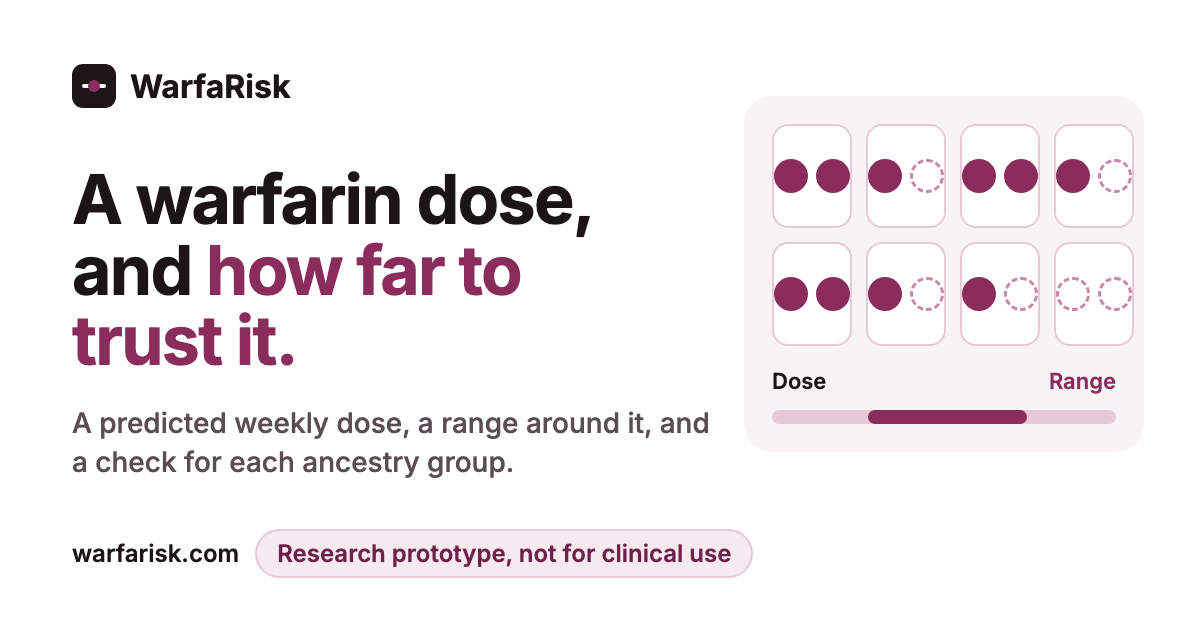 WarfaRisk
A warfarin dose,
and how far to
trust it.
A predicted weekly dose, a range around it, and
a check for each ancestry group.
Dose
Range
warfarisk.com
Research prototype, not for clinical use